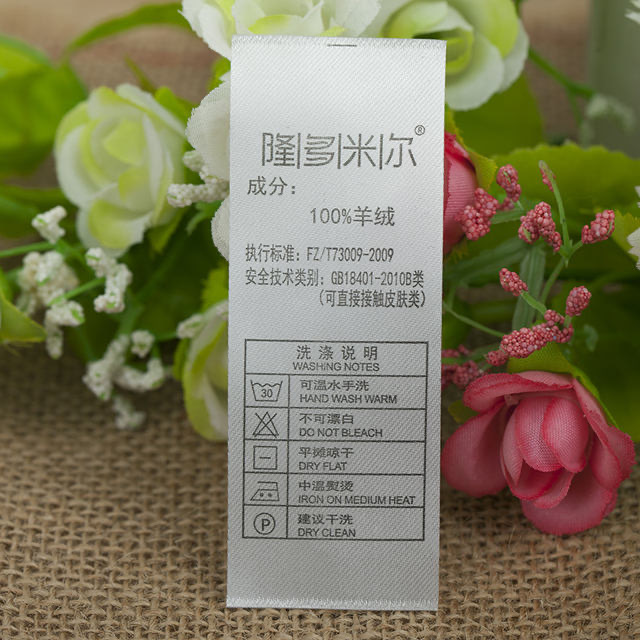 隆多米尔®
成分：
100%羊绒
执行标准：FZ/T73009-2009
安全技术类别：GB18401-2010B类
（可直接接触皮肤类）
洗涤说明
WASHING NOTES
30
可温水手洗
HAND WASH WARM
不可漂白
DO NOT BLEACH
平摊晾干
DRY FLAT
中温熨烫
IRON ON MEDIUM HEAT
P
建议干洗
DRY CLEAN